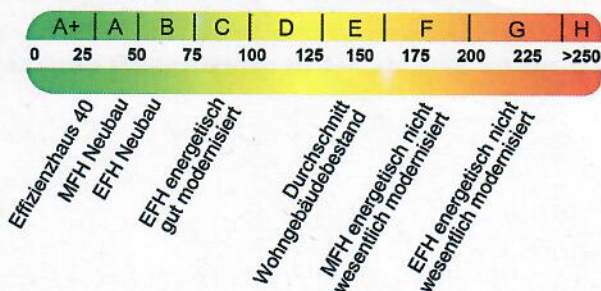 A+ A B C D E F G H
0 25 50 75 100 125 150 175 200 225 >250
Effizienzhaus 40
MFH Neubau
EFH Neubau
EFH energetisch
gut modernisiert
Durchschnitt
Wohngebäudebestand
MFH energetisch nicht
wesentlich modernisiert
EFH energetisch nicht
wesentlich modernisiert